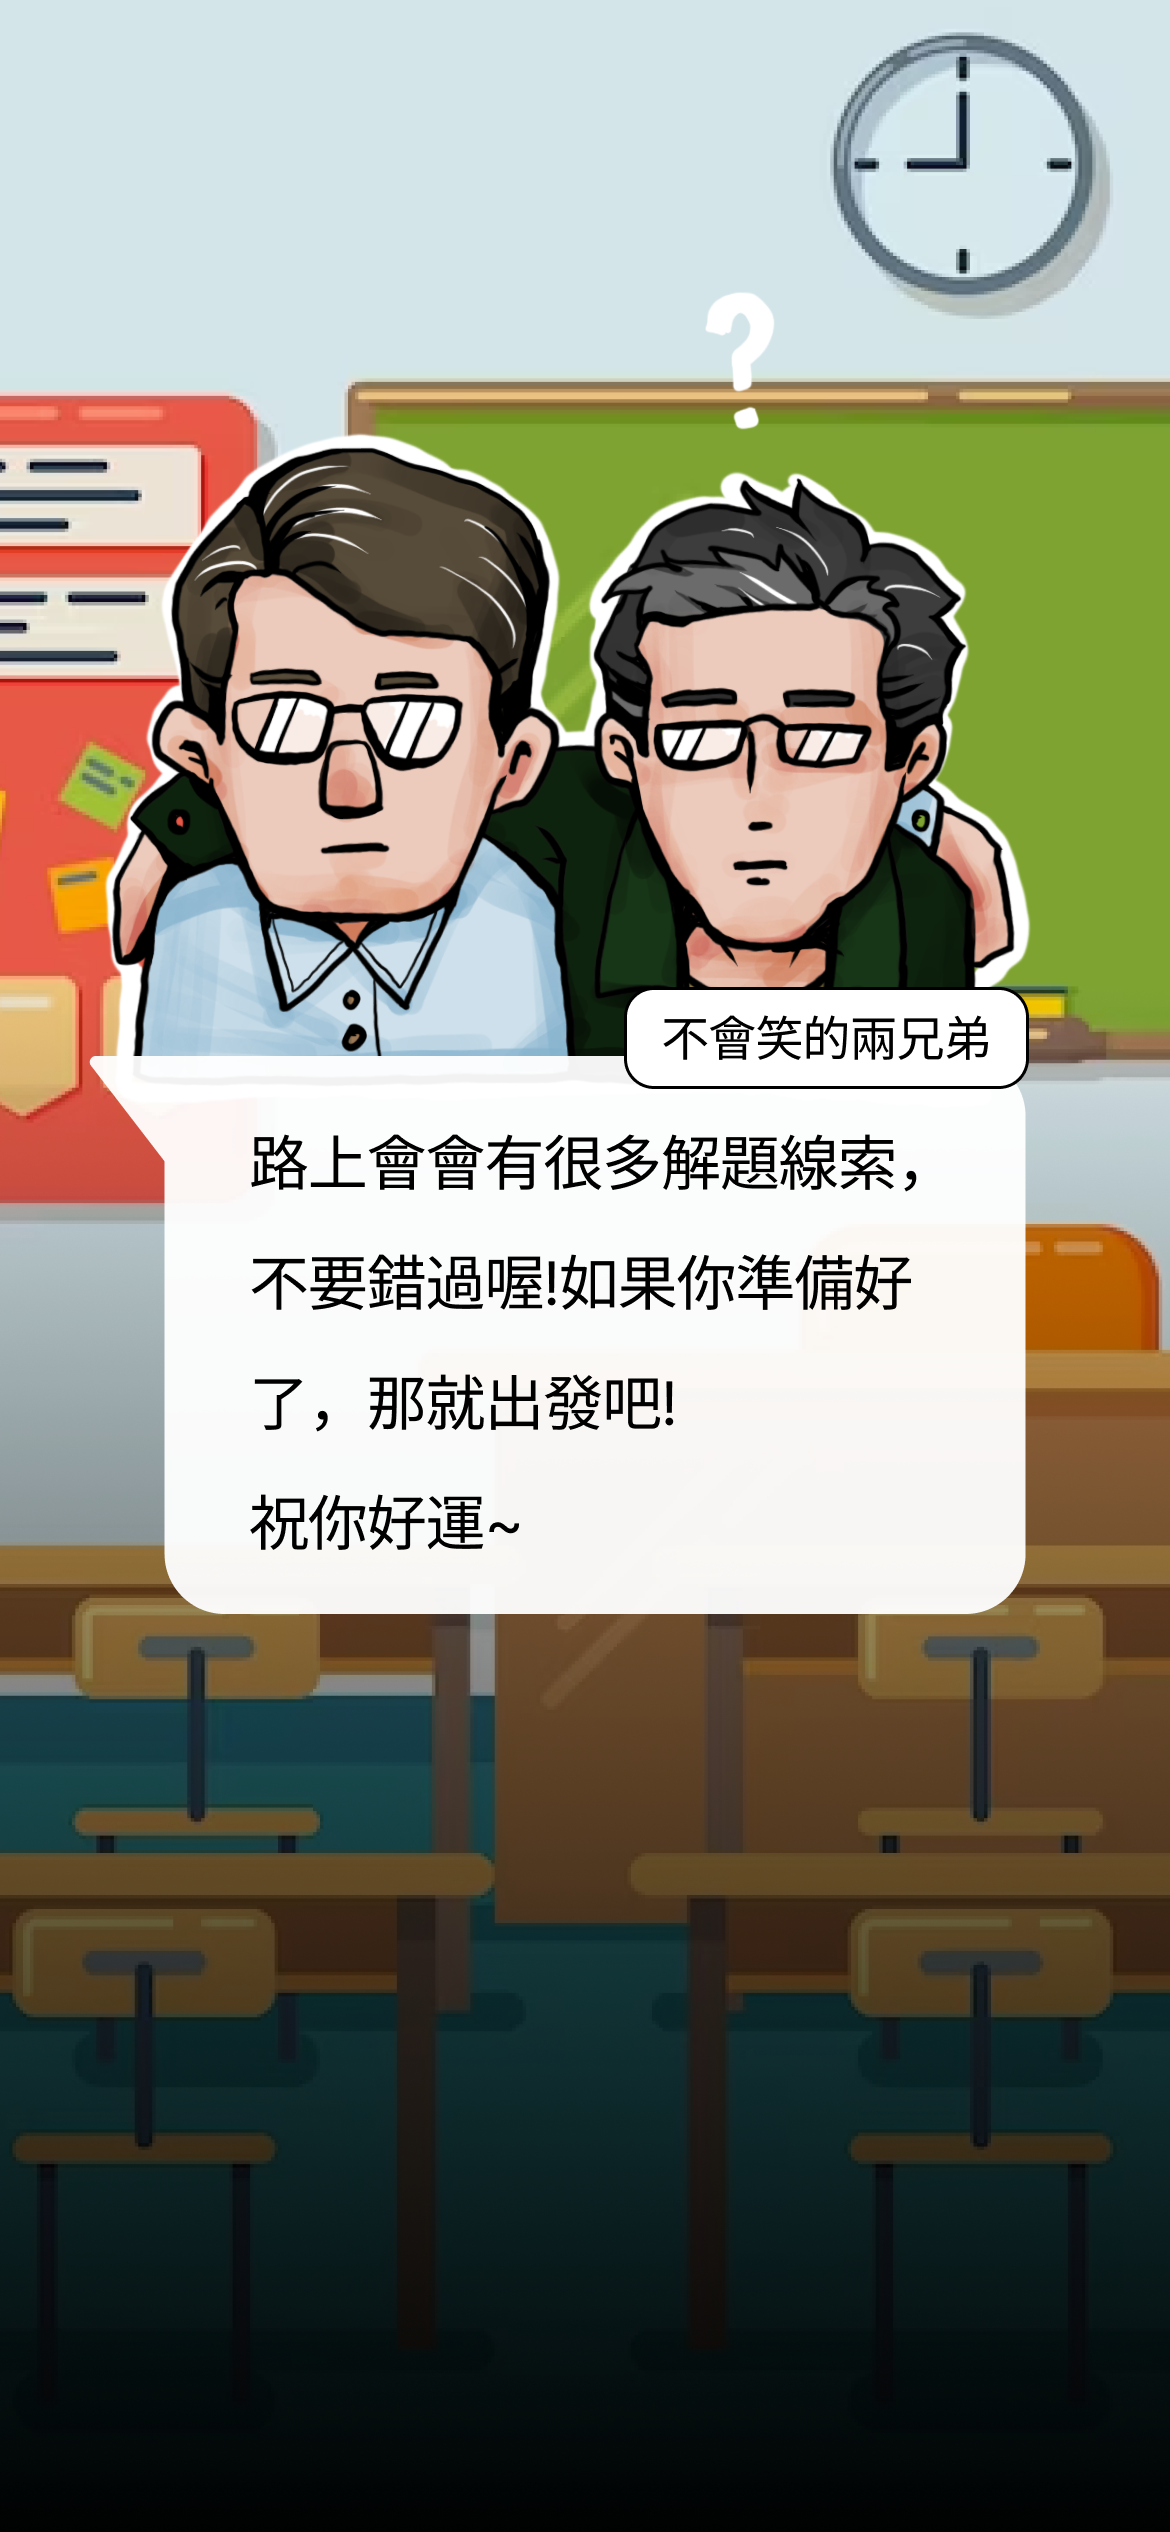 ?
不會笑的兩兄弟
路上會會有很多解題線索，
不要錯過喔!如果你準備好
了，那就出發吧!
祝你好運~